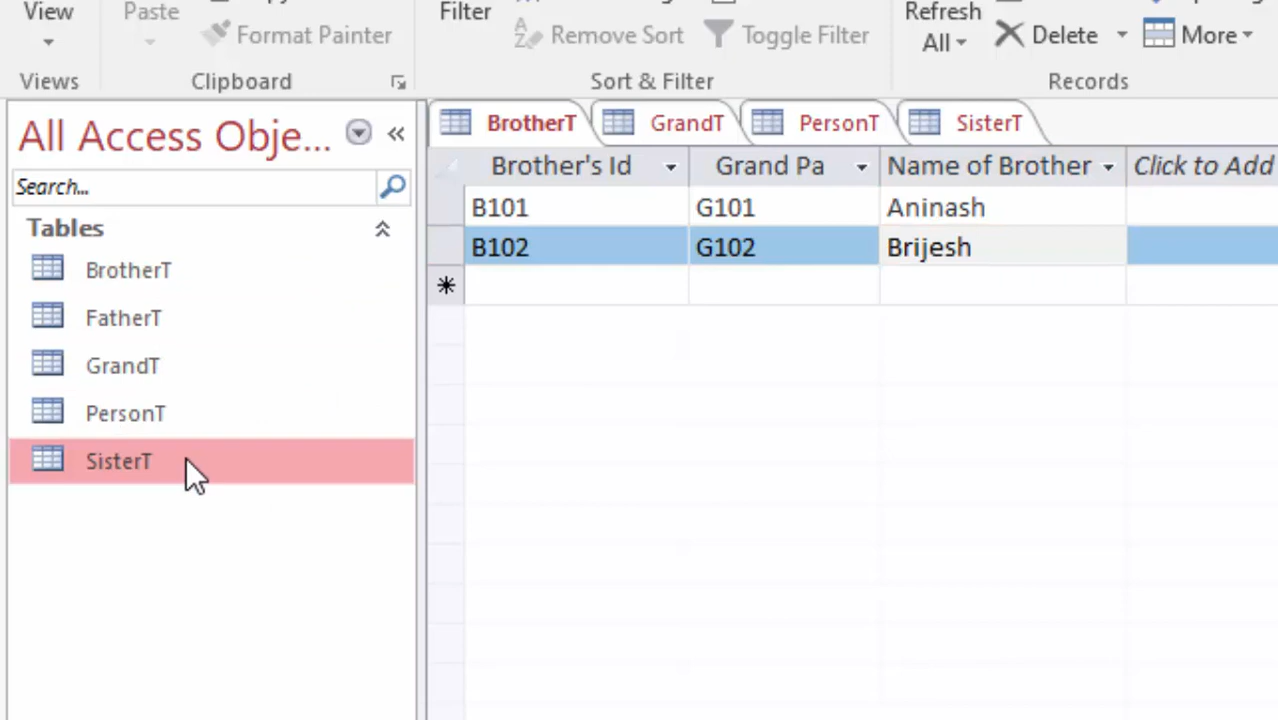 View
Paste
Filter
Refresh
Format Painter
Remove Sort
Toggle Filter
All
Delete
More
Views
Clipboard
Sort & Filter
Records
All Access Obje...
BrotherT
GrandT
PersonT
SisterT
Search...
Brother's Id
Grand Pa
Name of Brother
Click to Add
Tables
B101
G101
Aninash
BrotherT
B102
G102
Brijesh
FatherT
GrandT
PersonT
SisterT